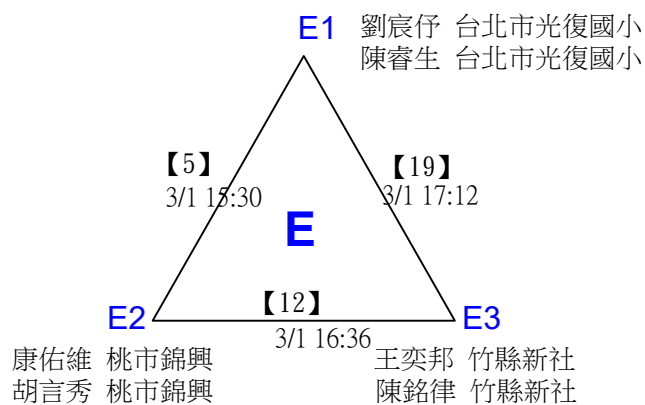 E1 劉宸伃 台北市光復國小
陳睿生 台北市光復國小
【5】 【19】
3/1 15:30 3/1 17:12
E
E2 【12】 E3
3/1 16:36
康佑維 桃市錦興 王奕邦 竹縣新社
胡言秀 桃市錦興 陳銘律 竹縣新社